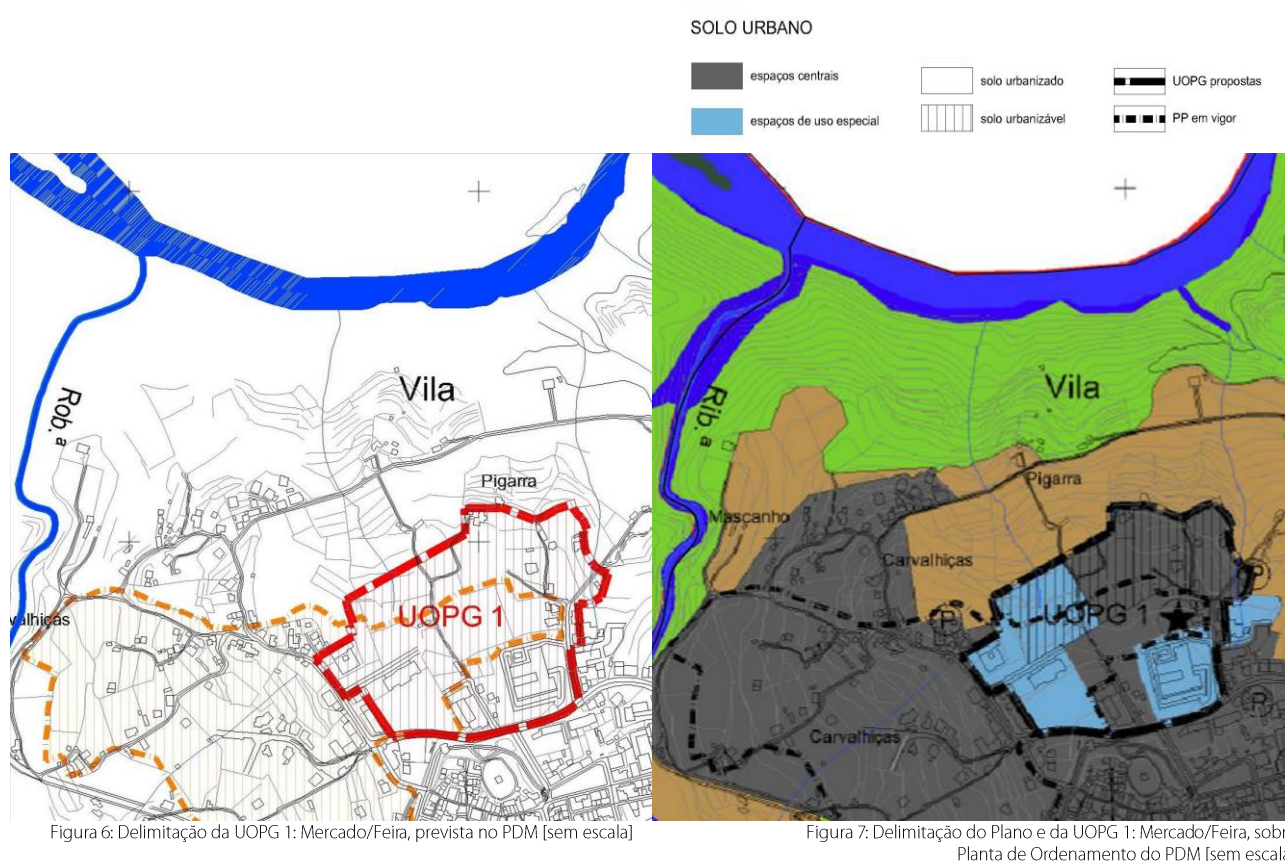 SOLO URBANO
espaços centrais
solo urbanizado
UOPG propostas
espaços de uso especial
solo urbanizável
PP em vigor
Rob.a
Vila
Pigarra
valhiças
UOPG 1
Figura 6: Delimitação da UOPG 1: Mercado/Feira, prevista no PDM [sem escala]
Rib.a
Vila
Pigarra
Mascanho
Carvalhiças
P
P
UOPG 1
R
Carvalhiças
Figura 7: Delimitação do Plano e da UOPG 1: Mercado/Feira, sobr
Planta de Ordenamento do PDM [sem escala